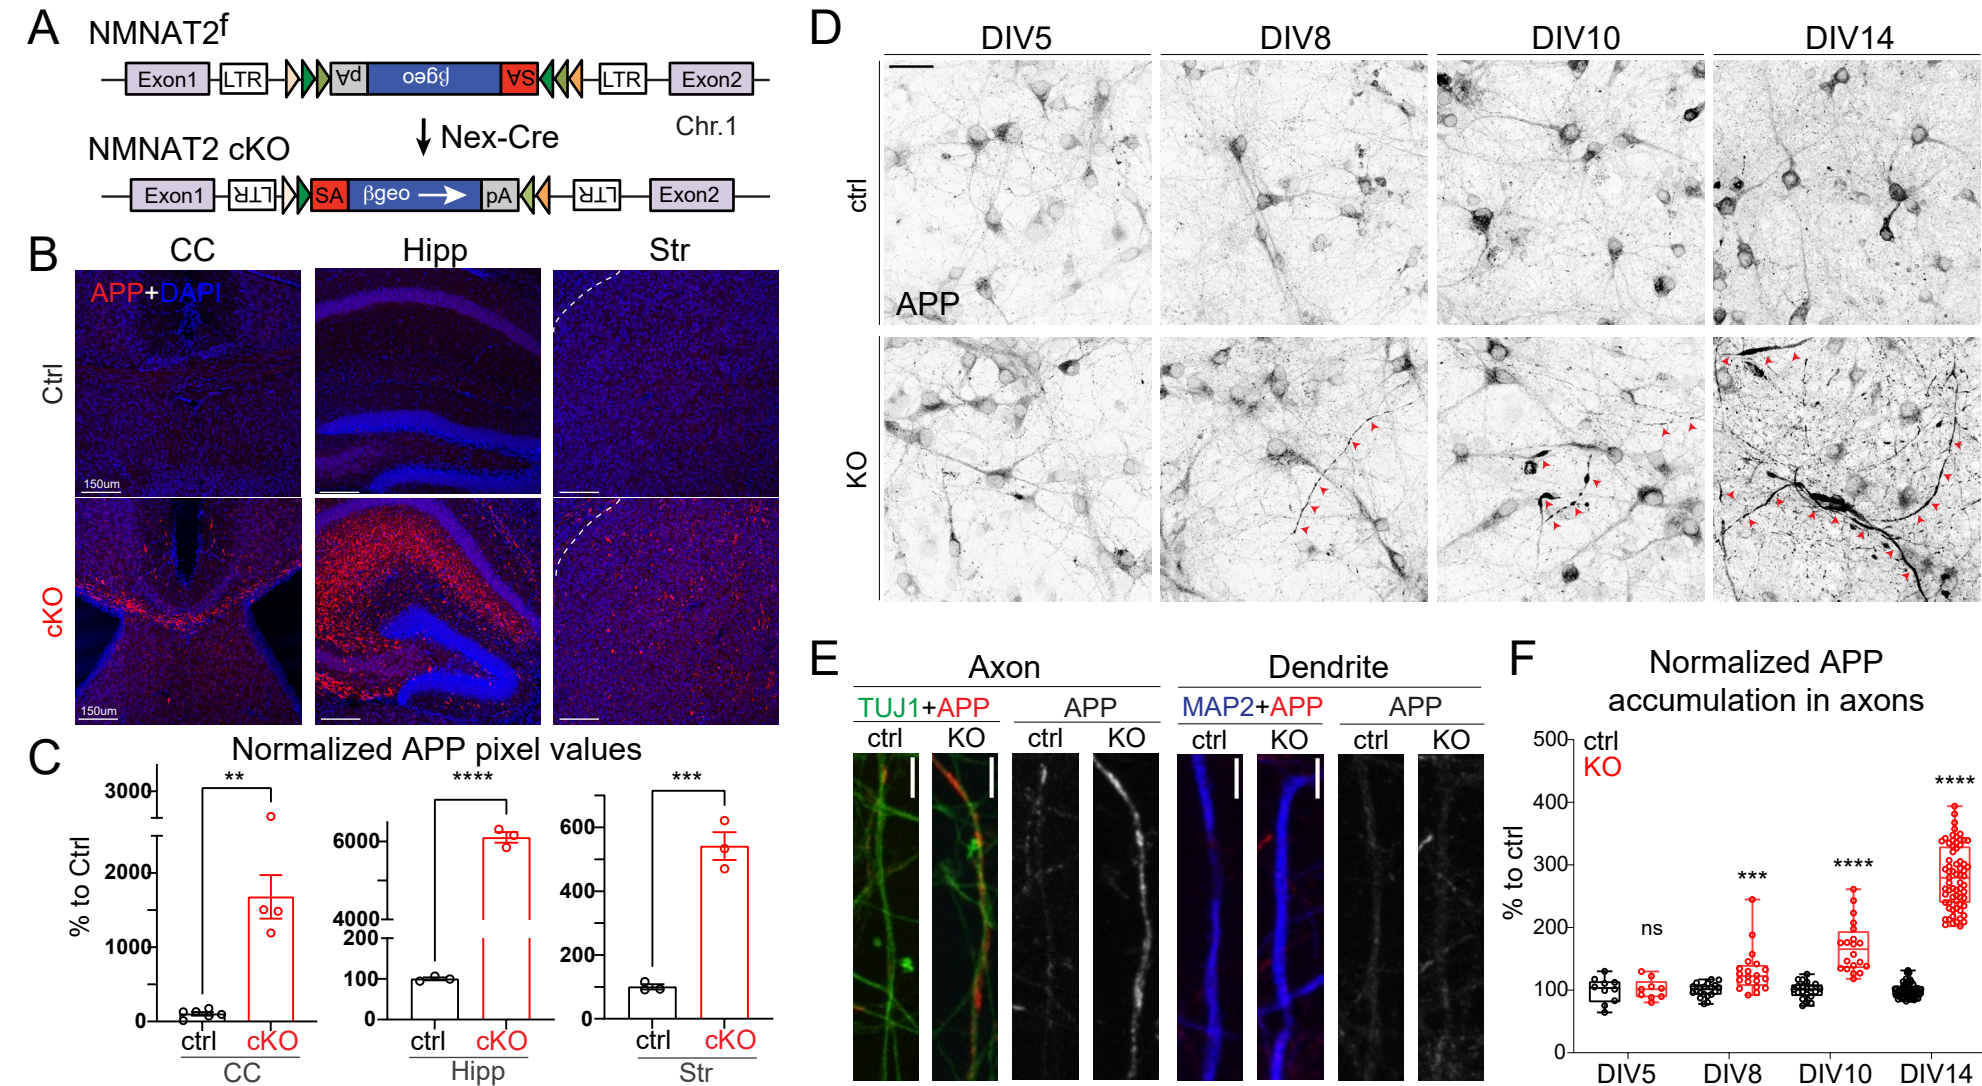 A
NMNAT2f
Exon1 LTR pA βgeo SA LTR Exon2
Chr.1
Nex-Cre
NMNAT2 cKO
Exon1 LTR SA βgeo pA LTR Exon2
B
CC Hipp Str
APP+DAPI
Ctrl
150um
cKO
150um
C
Normalized APP pixel values
% to Ctrl
** **** ***
3000
2000
1000
0
6000
4000
200
100
0
600
400
200
0
ctrl cKO ctrl cKO ctrl cKO
CC Hipp Str
D
DIV5 DIV8 DIV10 DIV14
ctrl
APP
KO
E
Axon Dendrite
TUJ1+APP APP MAP2+APP APP
ctrl KO ctrl KO ctrl KO ctrl KO
F
Normalized APP
accumulation in axons
ctrl
KO
% to ctrl
500
400
300
200
100
0
ns *** **** ****
DIV5 DIV8 DIV10 DIV14